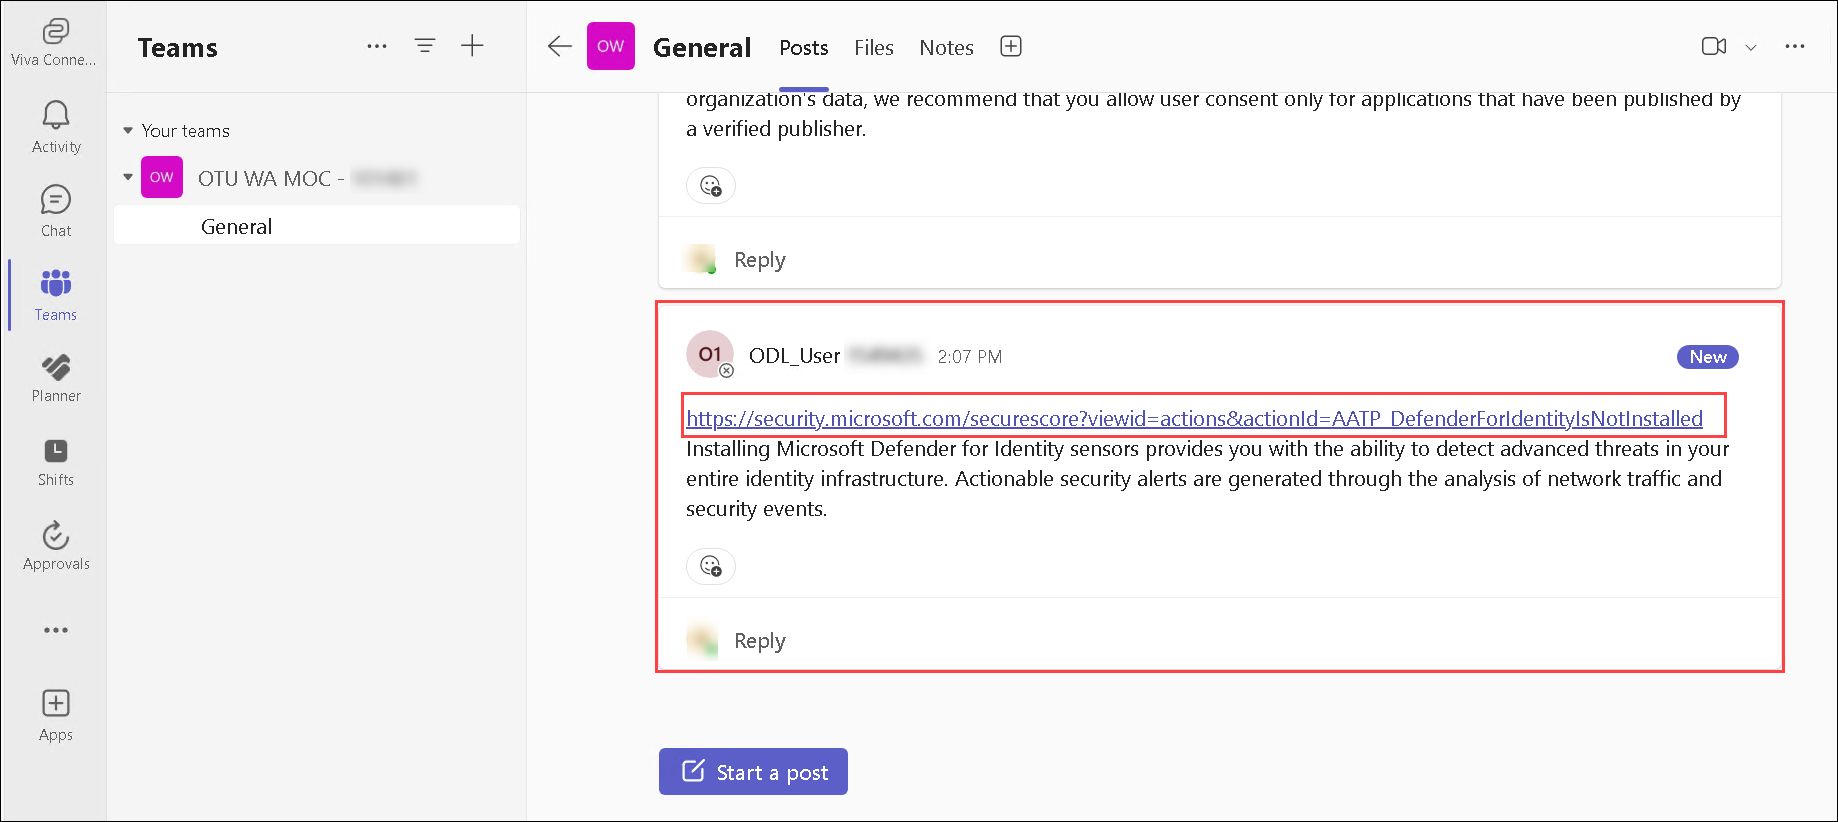 Viva Conne...
Activity
Chat
Teams
Planner
Shifts
Approvals
Apps
Teams
Your teams
OW
OTU WA MOC -
General
OW
General
Posts
Files
Notes
organization's data, we recommend that you allow user consent only for applications that have been published by
a verified publisher.
Reply
O1
ODL_User
2:07 PM
New
https://security.microsoft.com/securescore?viewid=actions&actionId=AATP_DefenderForIdentityIsNotInstalled
Installing Microsoft Defender for Identity sensors provides you with the ability to detect advanced threats in your
entire identity infrastructure. Actionable security alerts are generated through the analysis of network traffic and
security events.
Reply
Start a post